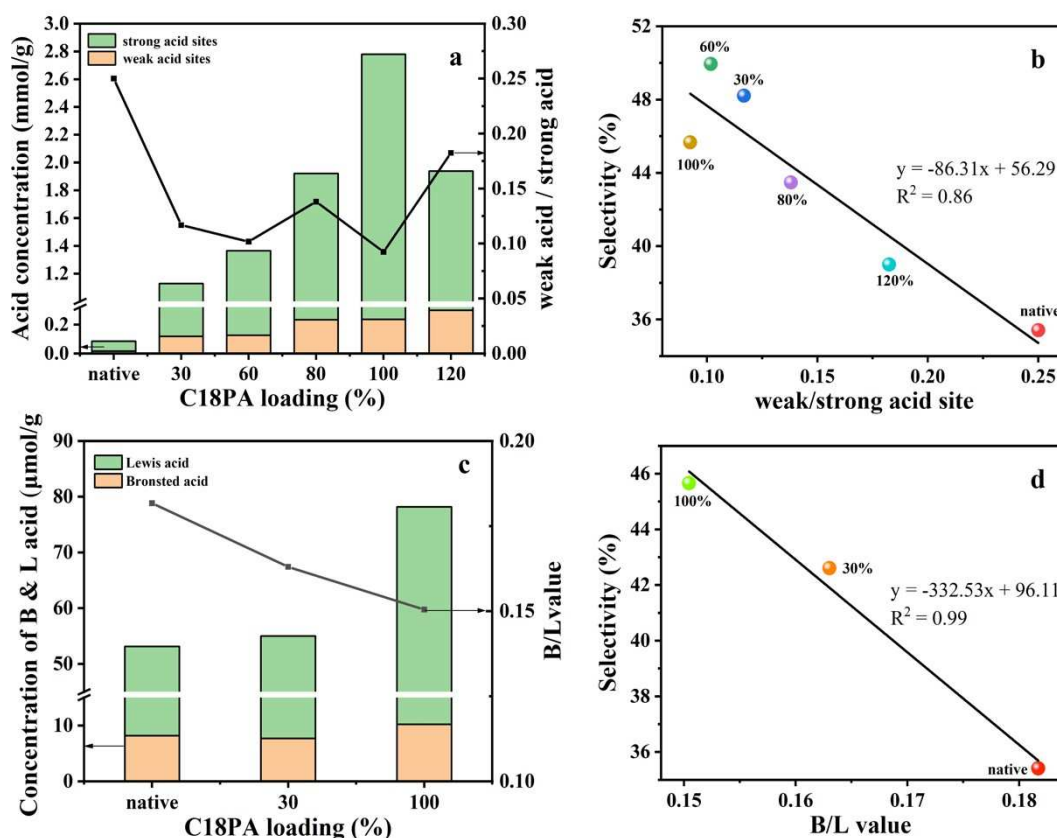 a
strong acid sites
weak acid sites
Acid concentration (mmol/g)
3.0
2.8
2.6
2.4
2.2
2.0
1.8
1.6
1.4
1.2
0.2
0.0
0.30
0.25
0.20
0.15
0.10
0.05
0.00
weak acid / strong acid
native 30 60 80 100 120
C18PA loading (%)
b
Selectivity (%)
52
48
44
40
36
60%
30%
100%
80%
120%
native
y = -86.31x + 56.29
R² = 0.86
0.10 0.15 0.20 0.25
weak/strong acid site
c
Lewis acid
Bronsted acid
Concentration of B & L acid (μmol/g)
90
80
70
60
50
10
0
0.20
0.15
0.10
B/Lvalue
native 30 100
C18PA loading (%)
d
Selectivity (%)
46
44
42
40
38
36
100%
30%
native
y = -332.53x + 96.11
R² = 0.99
0.15 0.16 0.17 0.18
B/L value